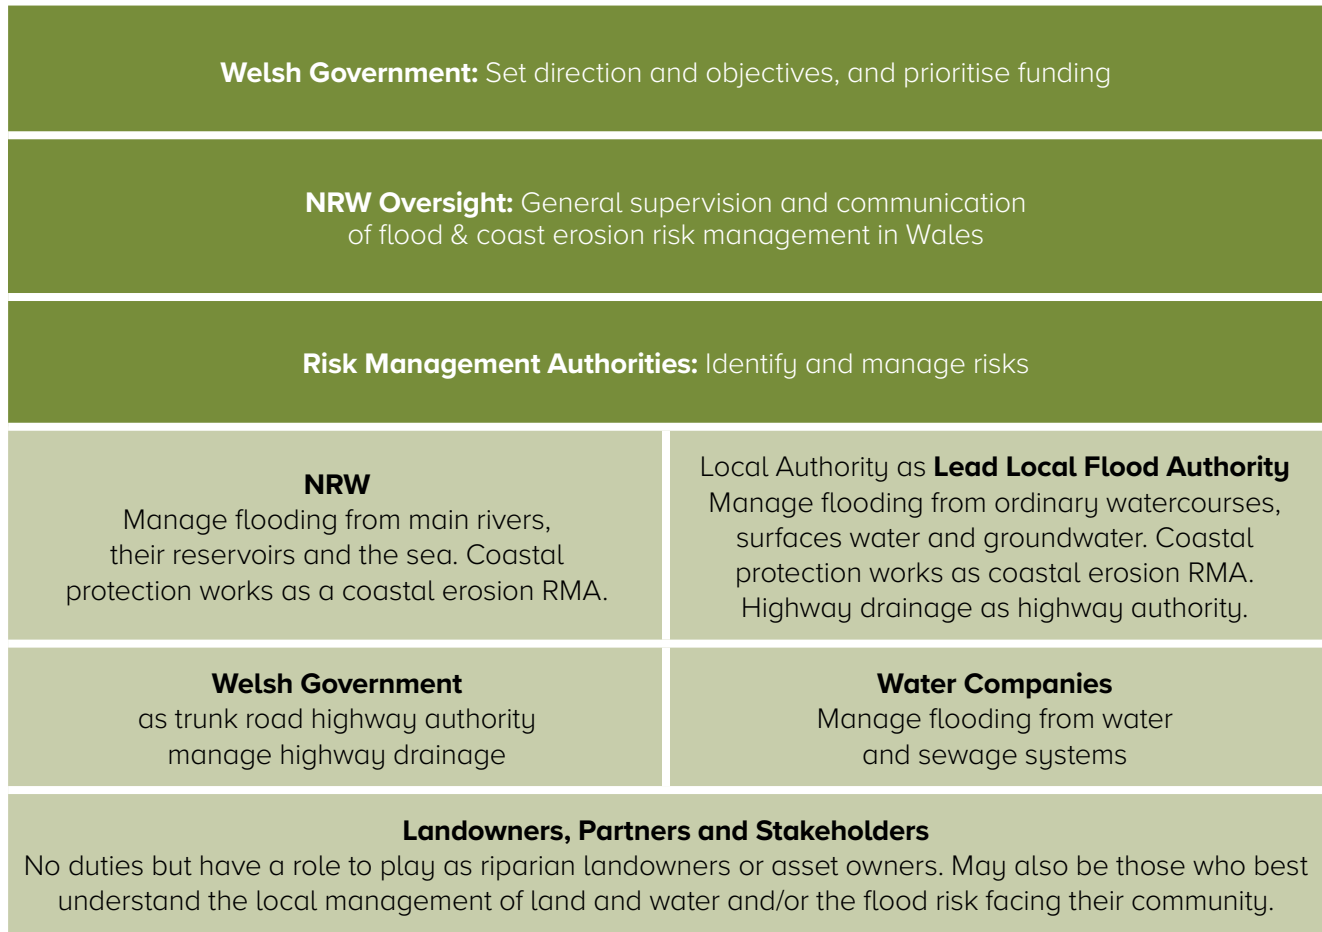 Welsh Government: Set direction and objectives, and prioritise funding
NRW Oversight: General supervision and communication
of flood & coast erosion risk management in Wales
Risk Management Authorities: Identify and manage risks
NRW
Manage flooding from main rivers,
their reservoirs and the sea. Coastal
protection works as a coastal erosion RMA.
Local Authority as Lead Local Flood Authority
Manage flooding from ordinary watercourses,
surfaces water and groundwater. Coastal
protection works as coastal erosion RMA.
Highway drainage as highway authority.
Welsh Government
as trunk road highway authority
manage highway drainage
Water Companies
Manage flooding from water
and sewage systems
Landowners, Partners and Stakeholders
No duties but have a role to play as riparian landowners or asset owners. May also be those who best
understand the local management of land and water and/or the flood risk facing their community.